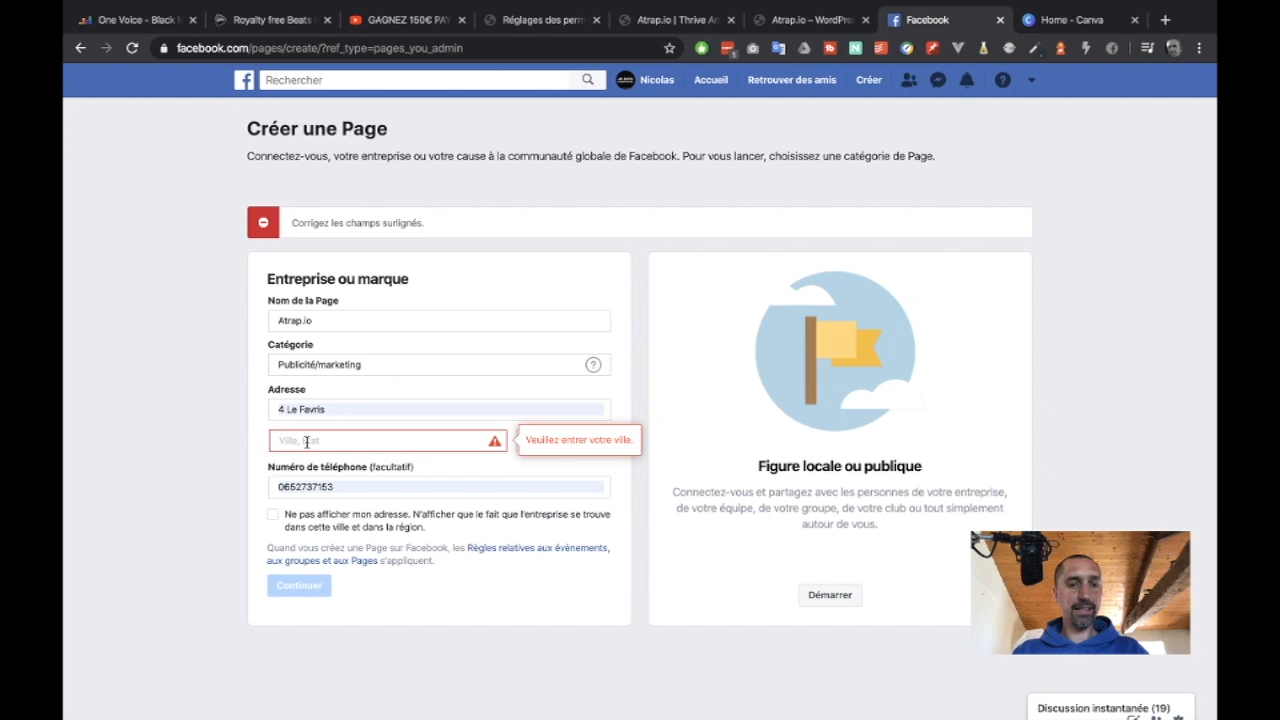 One Voice - Black M
Royalty free Beats
GAGNEZ 150€ PAY
Réglages des perm
Atrap.io | Thrive Ar
Atrap.io – WordPre
Facebook
Home - Canva
facebook.com/pages/create/?ref_type=pages_you_admin
Rechercher
Nicolas
Accueil
Retrouver des amis
Créer
Créer une Page
Connectez-vous, votre entreprise ou votre cause à la communauté globale de Facebook. Pour vous lancer, choisissez une catégorie de Page.
Corrigez les champs surlignés.
Entreprise ou marque
Nom de la Page
Atrap.io
Catégorie
Publicité/marketing
Adresse
4 Le Favris
Ville, État
Veuillez entrer votre ville.
Numéro de téléphone (facultatif)
0652737153
Ne pas afficher mon adresse. N'afficher que le fait que l'entreprise se trouve
dans cette ville et dans la région.
Quand vous créez une Page sur Facebook, les Règles relatives aux évènements,
aux groupes et aux Pages s'appliquent.
Continuer
Figure locale ou publique
Connectez-vous et partagez avec les personnes de votre entreprise,
de votre équipe, de votre groupe, de votre club ou tout simplement
autour de vous.
Démarrer
Discussion instantanée (19)